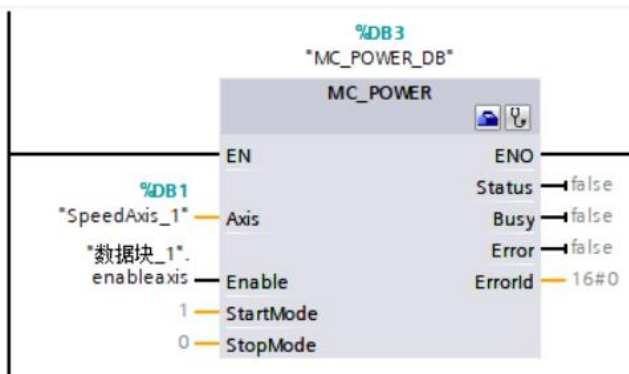 %DB3
"MC_POWER_DB"
MC_POWER
EN
ENO
%DB1
"SpeedAxis_1"
Axis
Status
false
Busy
false
"数据块_1".
enableaxis
Enable
Error
false
ErrorId
16#0
1
StartMode
0
StopMode